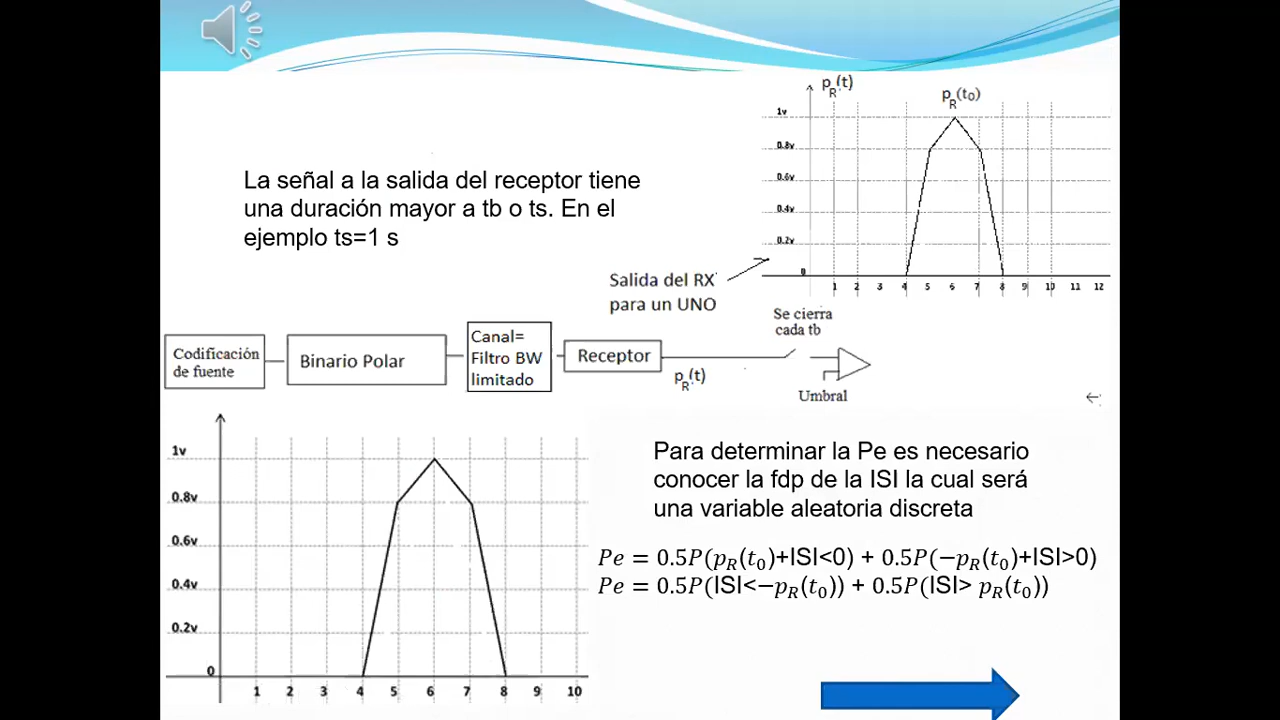 p_R(t)
p_R(t₀)
1v
0.8v
0.6v
0.4v
0.2v
0
1 2 3 4 5 6 7 8 9 10 11 12
La señal a la salida del receptor tiene
una duración mayor a tb o ts. En el
ejemplo ts=1 s
Salida del RX
para un UNO
Se cierra
cada tb
Codificación
de fuente
Binario Polar
Canal=
Filtro BW
limitado
Receptor
p_R(t)
Umbral
1v
0.8v
0.6v
0.4v
0.2v
0
1 2 3 4 5 6 7 8 9 10
Para determinar la Pe es necesario
conocer la fdp de la ISI la cual será
una variable aleatoria discreta
Pe = 0.5P(p_R(t₀)+ISI<0) + 0.5P(−p_R(t₀)+ISI>0)
Pe = 0.5P(ISI<−p_R(t₀)) + 0.5P(ISI> p_R(t₀))